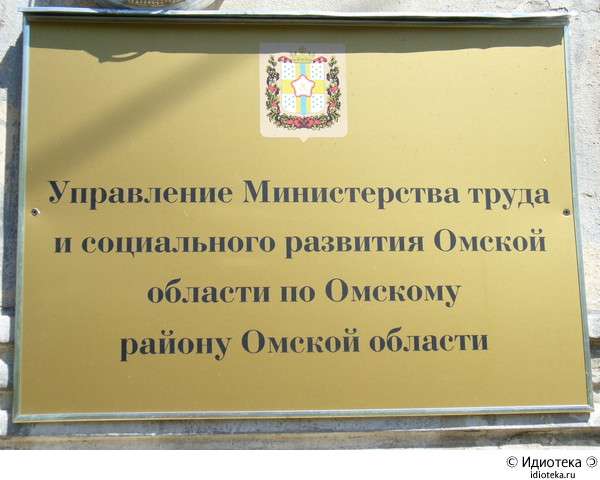 Управление Министерства труда
и социального развития Омской
области по Омскому
району Омской области
© Идиотека
idioteka.ru